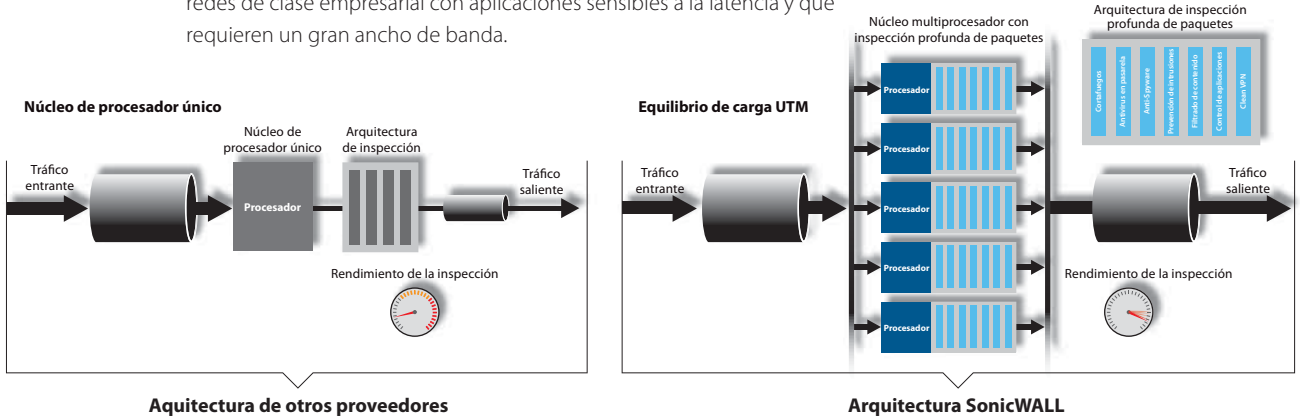 redes de clase empresarial con aplicaciones sensibles a la latencia y que
requieren un gran ancho de banda.
Núcleo de procesador único
Núcleo de
procesador único
Arquitectura
de inspección
Tráfico
entrante
Procesador
Tráfico
saliente
Rendimiento de la inspección
Aquitectura de otros proveedores
Equilibrio de carga UTM
Núcleo multiprocesador con
inspección profunda de paquetes
Arquitectura de inspección
profunda de paquetes
Cortafuegos
Antivirus en pasarela
Anti-Spyware
Prevención de intrusiones
Filtrado de contenido
Control de aplicaciones
Clean VPN
Tráfico
entrante
Procesador
Procesador
Procesador
Procesador
Procesador
Tráfico
saliente
Rendimiento de la inspección
Arquitectura SonicWALL